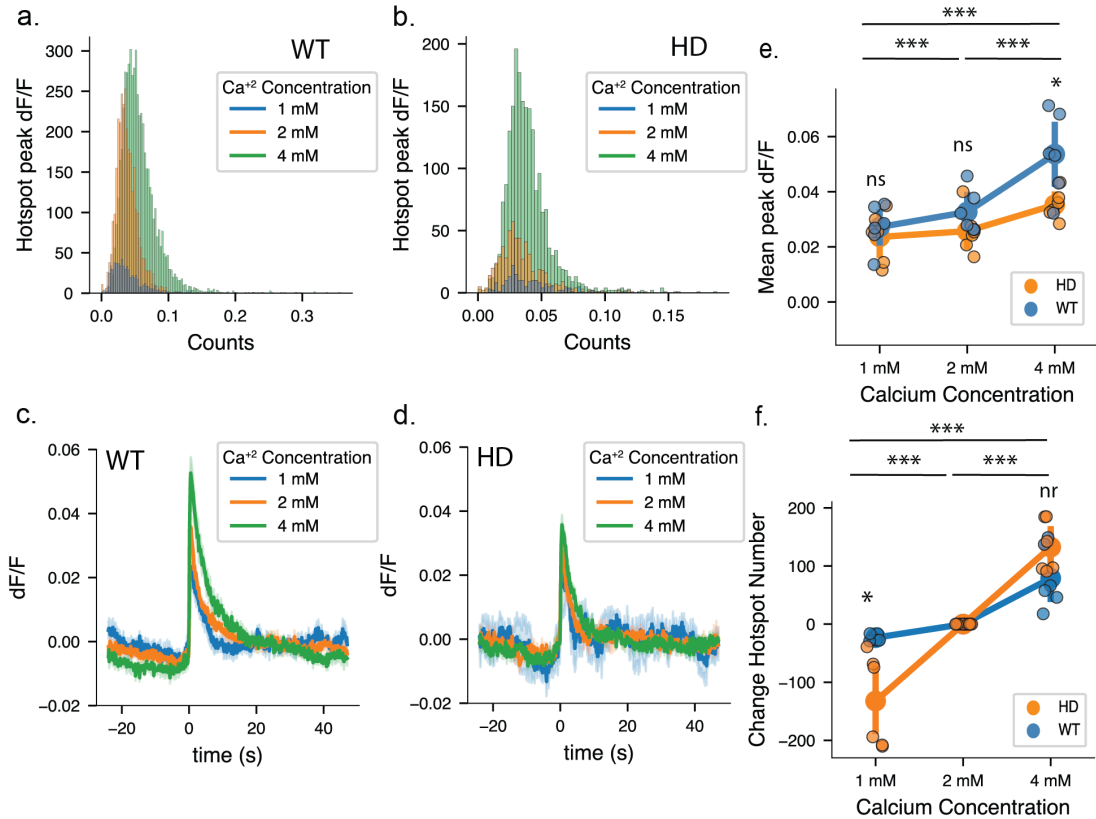 a.
WT
Hotspot peak dF/F
300
250
200
150
100
50
0
Ca+2 Concentration
1 mM
2 mM
4 mM
0.0
0.1
0.2
0.3
Counts
b.
HD
Hotspot peak dF/F
200
150
100
50
0
Ca+2 Concentration
1 mM
2 mM
4 mM
0.00
0.05
0.10
0.15
Counts
e.
***
***
***
*
ns
ns
Mean peak dF/F
0.06
0.04
0.02
0.00
HD
WT
1 mM
2 mM
4 mM
Calcium Concentration
c.
WT
dF/F
0.06
0.04
0.02
0.00
−0.02
Ca+2 Concentration
1 mM
2 mM
4 mM
−20
0
20
40
time (s)
d.
HD
dF/F
0.06
0.04
0.02
0.00
−0.02
Ca+2 Concentration
1 mM
2 mM
4 mM
−20
0
20
40
time (s)
f.
***
***
***
nr
*
Change Hotspot Number
200
100
0
−100
−200
HD
WT
1 mM
2 mM
4 mM
Calcium Concentration